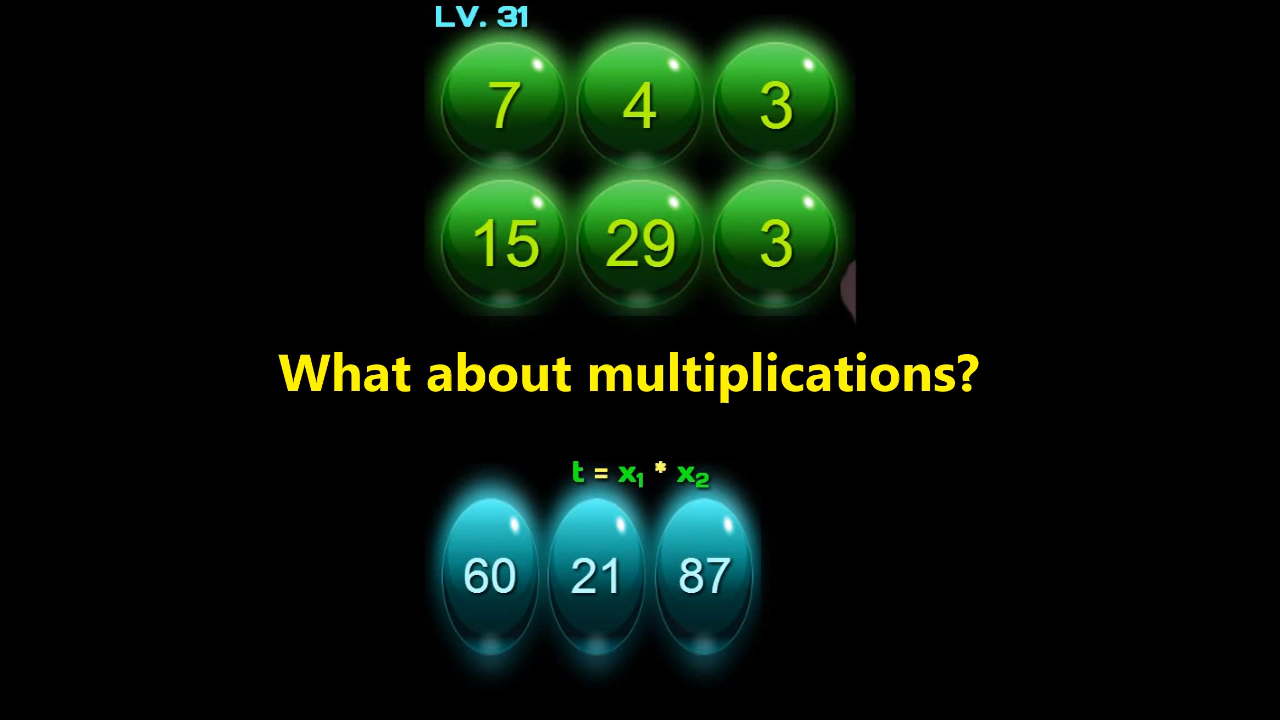 LV. 31
7 4 3
15 29 3
What about multiplications?
t = x₁ * x₂
60 21 87